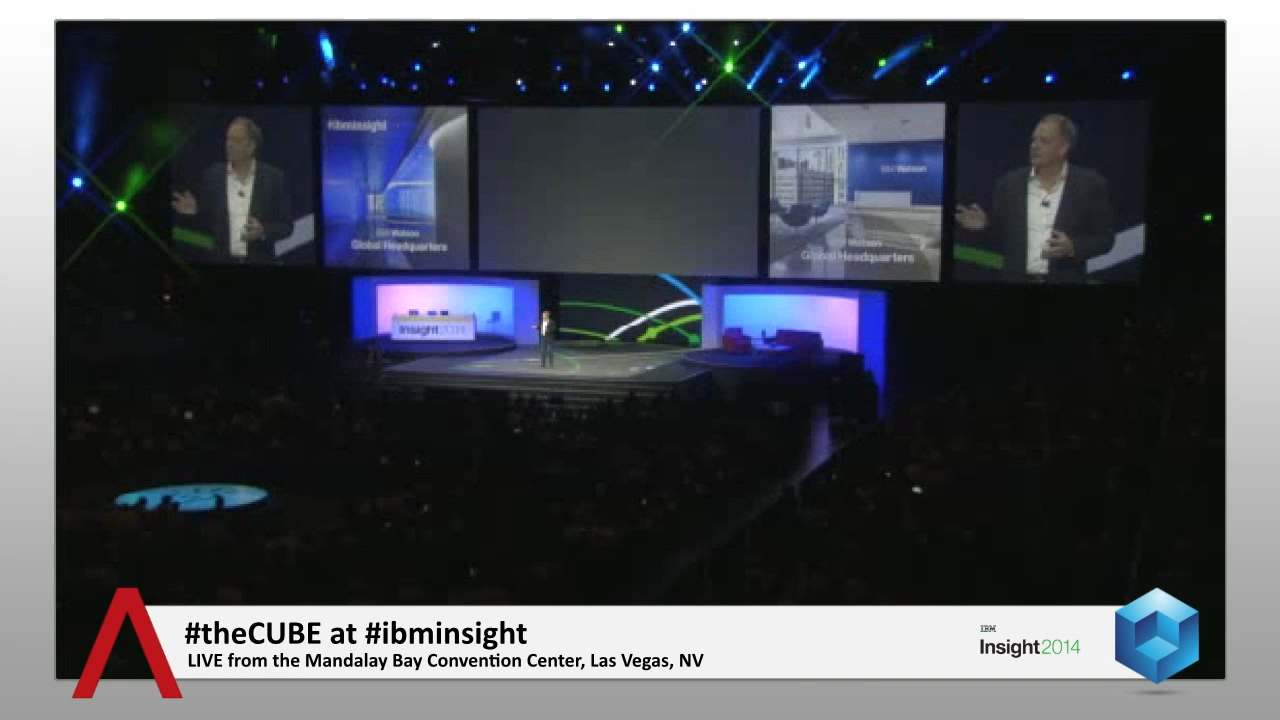 #ibminsight
IBM Watson
Global Headquarters
IBM Watson
Watson
Global Headquarters
Insight2014
#theCUBE at #ibminsight
LIVE from the Mandalay Bay Convention Center, Las Vegas, NV
IBM
Insight2014